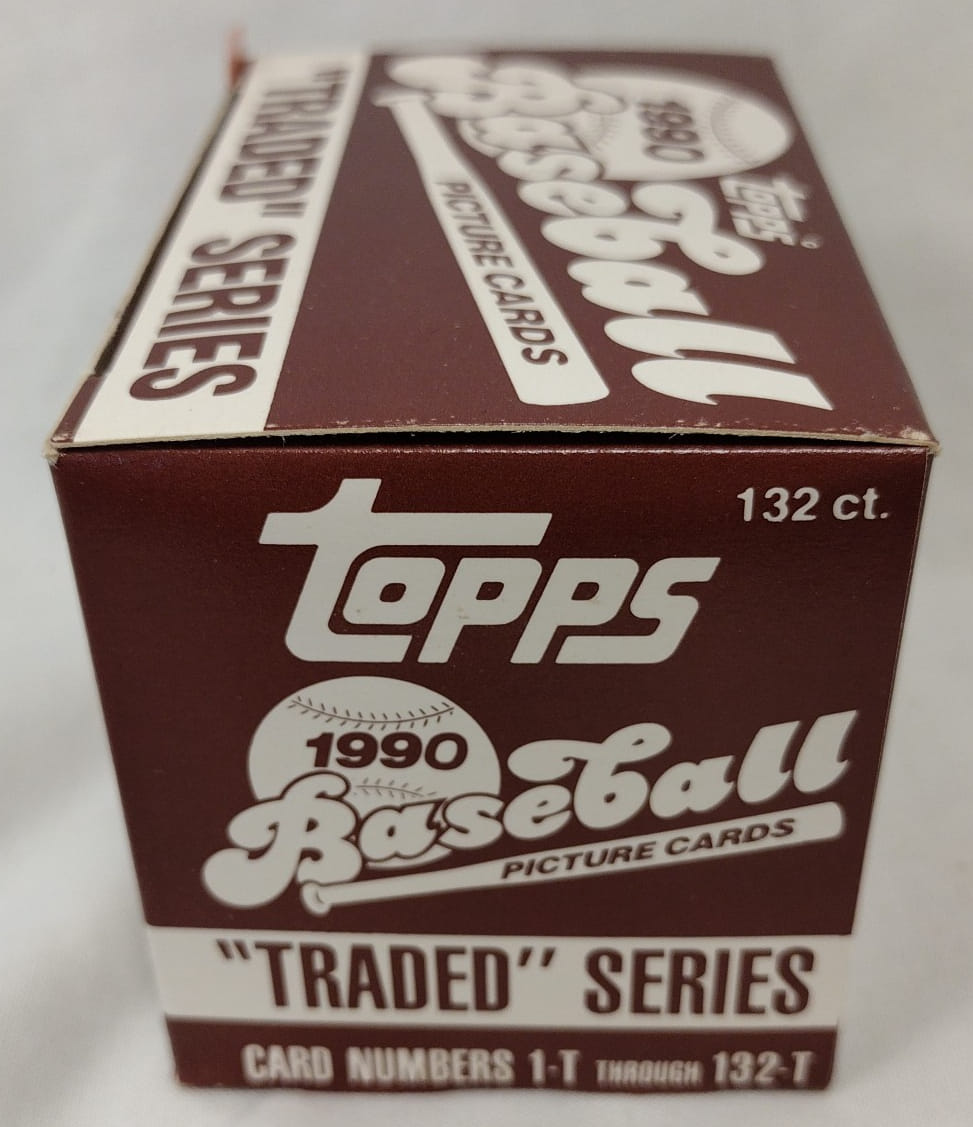 "TRADED" SERIES
1990
topps
Baseball
PICTURE CARDS
topps
132 ct.
1990
Baseball
PICTURE CARDS
"TRADED" SERIES
CARD NUMBERS 1-T THROUGH 132-T